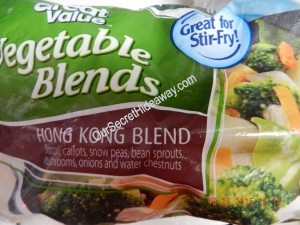 Great
Value
Great for
Stir-Fry!
Vegetable
Blends
OurSecretHideaway.com
HONG KONG BLEND
carrots, snow peas, bean sprouts,
mushrooms, onions and water chestnuts